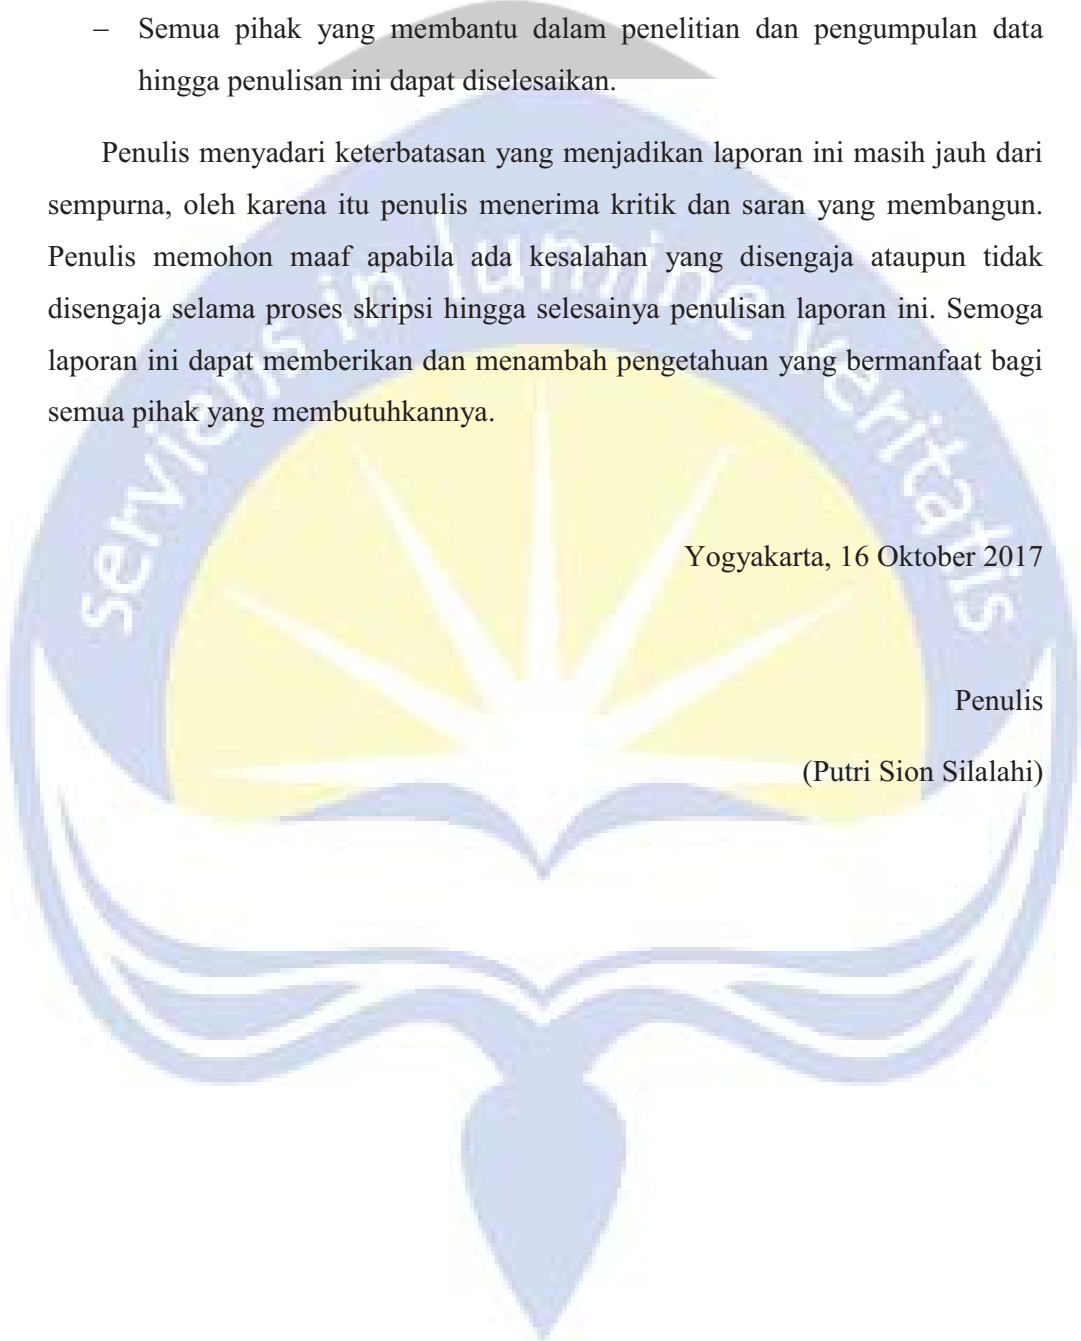 – Semua pihak yang membantu dalam penelitian dan pengumpulan data
hingga penulisan ini dapat diselesaikan.
Penulis menyadari keterbatasan yang menjadikan laporan ini masih jauh dari
sempurna, oleh karena itu penulis menerima kritik dan saran yang membangun.
Penulis memohon maaf apabila ada kesalahan yang disengaja ataupun tidak
disengaja selama proses skripsi hingga selesainya penulisan laporan ini. Semoga
laporan ini dapat memberikan dan menambah pengetahuan yang bermanfaat bagi
semua pihak yang membutuhkannya.
Yogyakarta, 16 Oktober 2017
Penulis
(Putri Sion Silalahi)
serviens in lumine veritatis